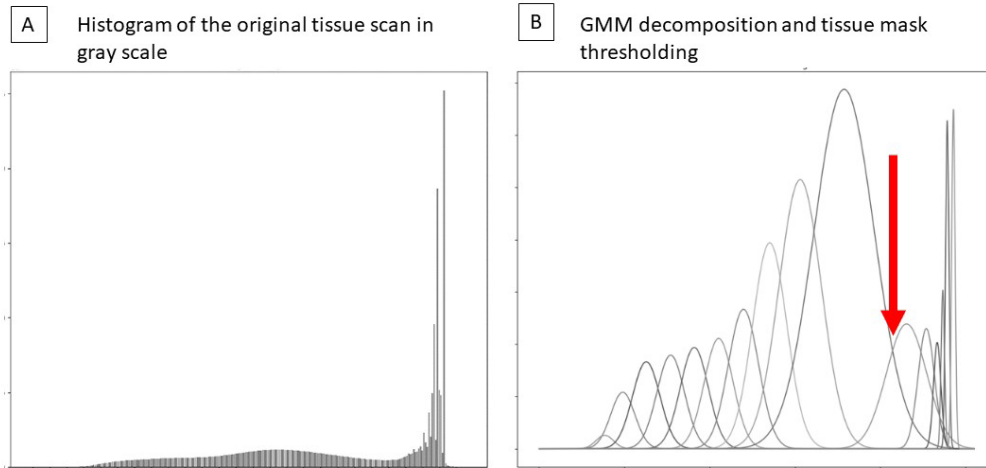 A
Histogram of the original tissue scan in
gray scale
B
GMM decomposition and tissue mask
thresholding